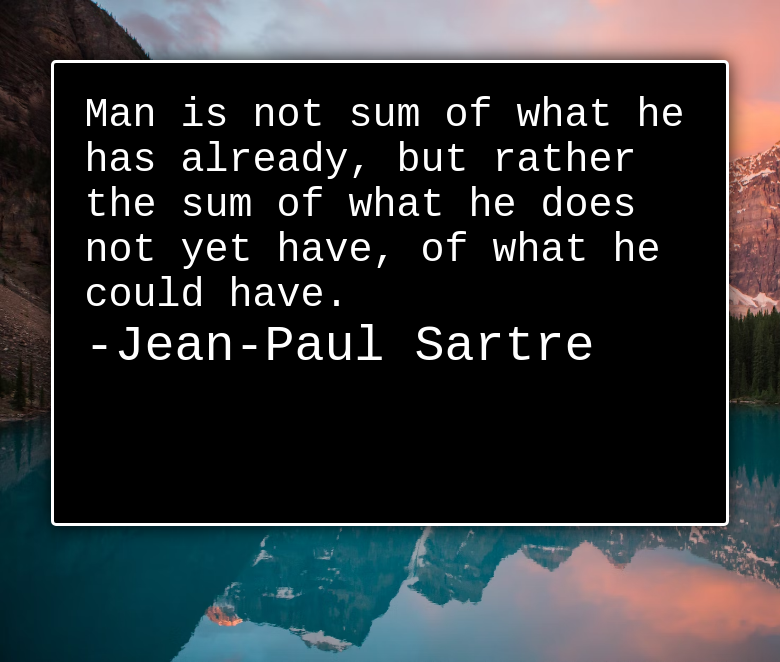 Man is not sum of what he
has already, but rather
the sum of what he does
not yet have, of what he
could have.
-Jean-Paul Sartre